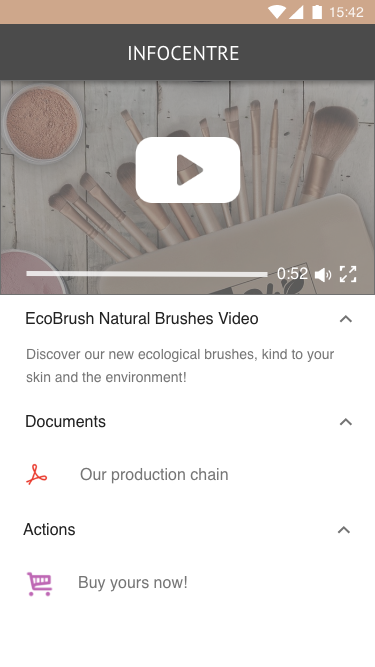 15:42
INFOCENTRE
0:52
EcoBrush Natural Brushes Video
Discover our new ecological brushes, kind to your
skin and the environment!
Documents
Our production chain
Actions
Buy yours now!